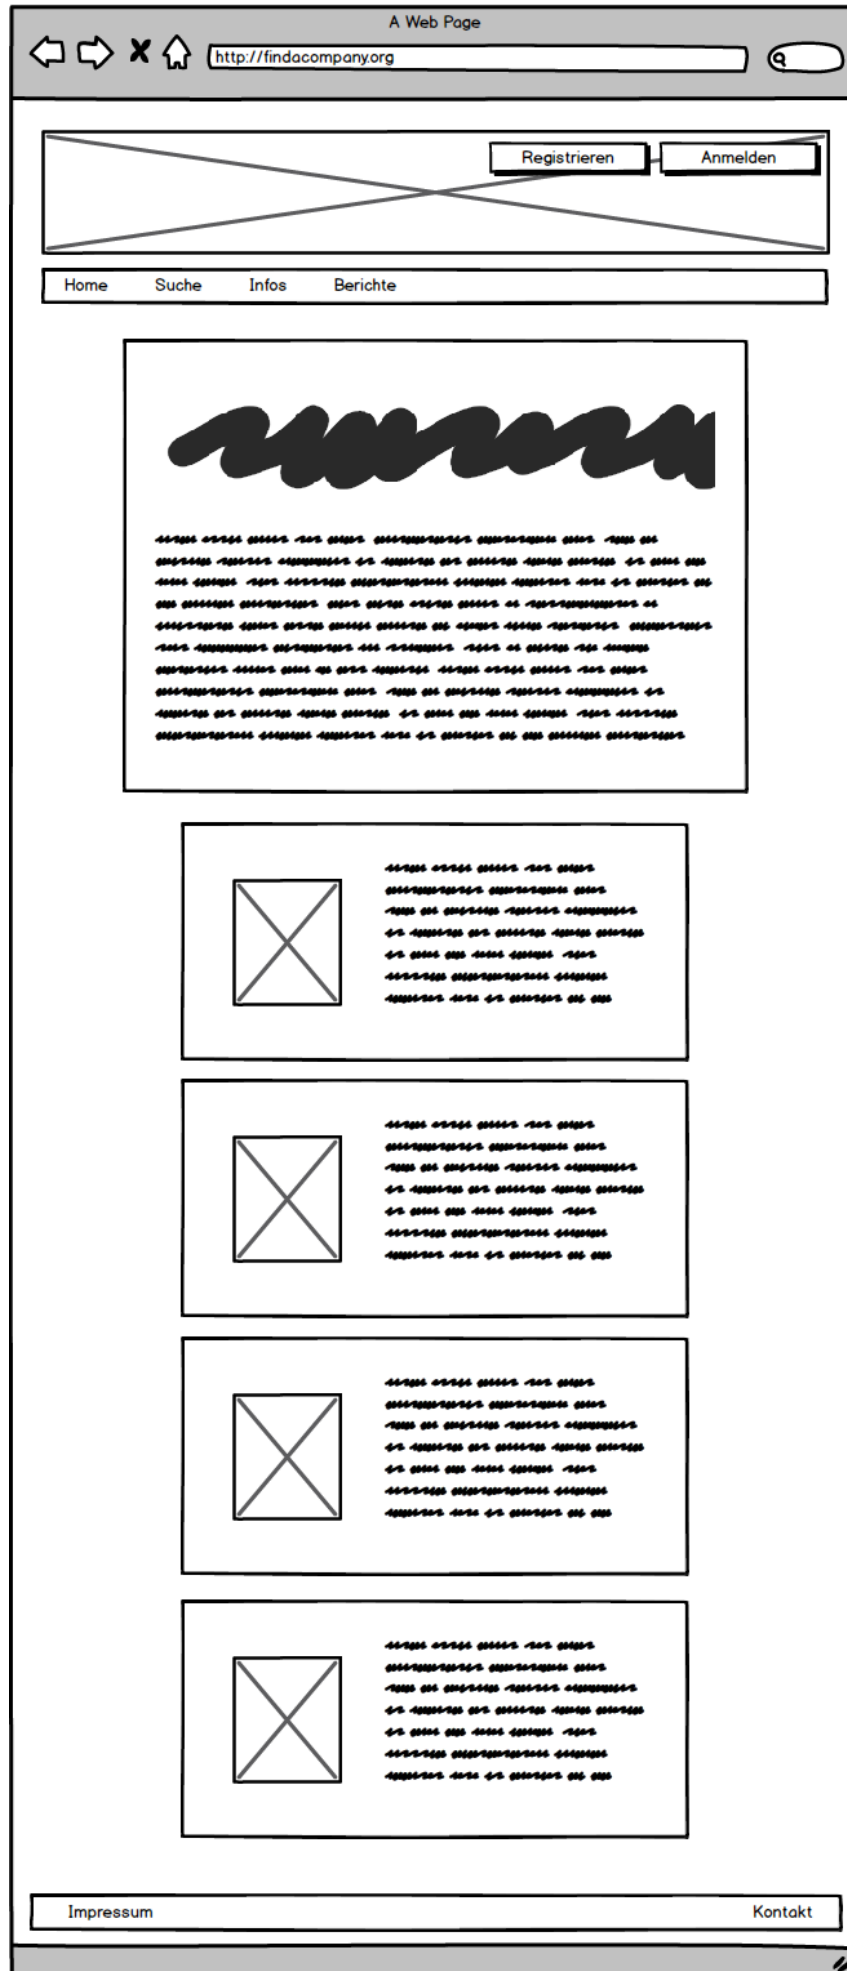 A Web Page
http://findacompany.org
Registrieren Anmelden
Home Suche Infos Berichte
Impressum Kontakt